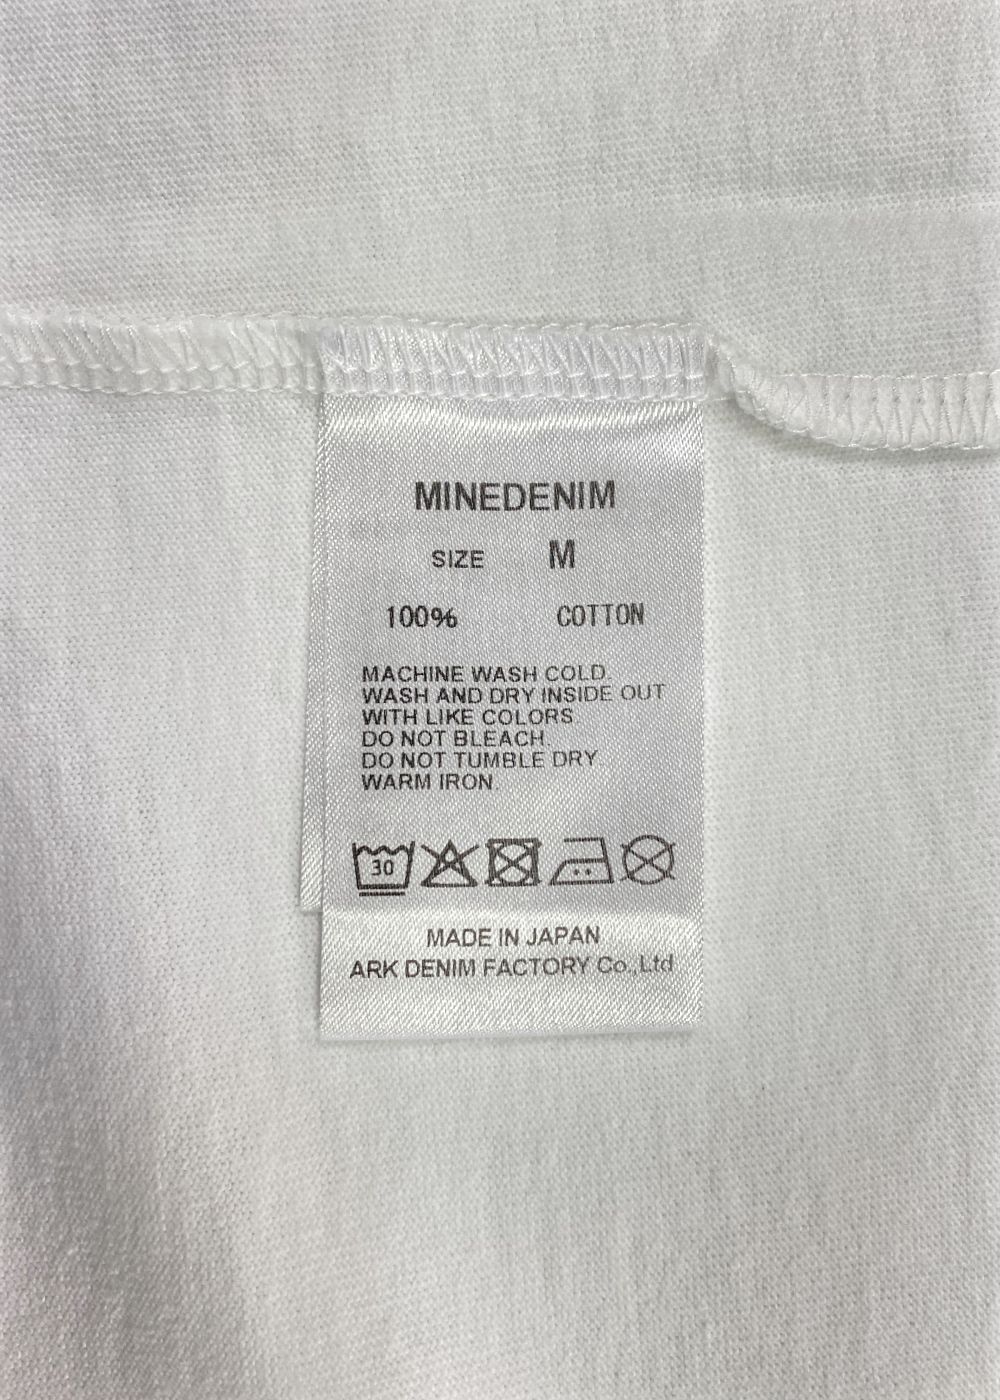 MINEDENIM
SIZE M
100% COTTON
MACHINE WASH COLD.
WASH AND DRY INSIDE OUT
WITH LIKE COLORS.
DO NOT BLEACH.
DO NOT TUMBLE DRY
WARM IRON.
30
MADE IN JAPAN
ARK DENIM FACTORY Co.,Ltd